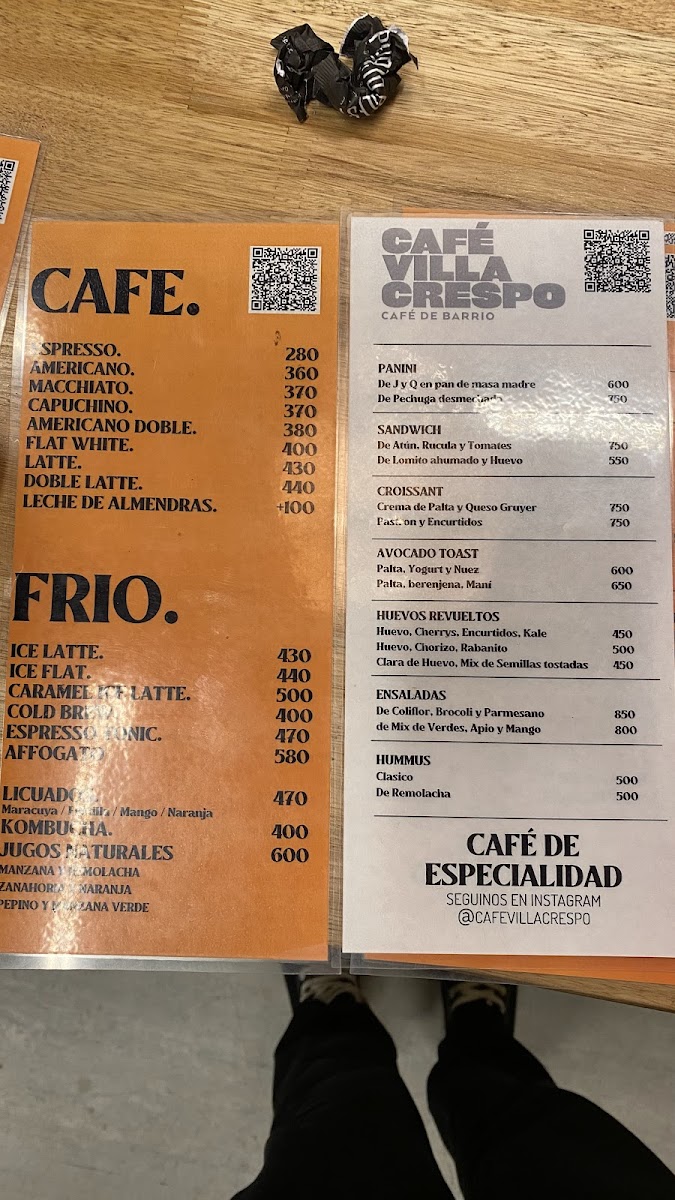 CAFE.
SPRESSO. 280
AMERICANO. 360
MACCHIATO. 370
CAPUCHINO. 370
AMERICANO DOBLE. 380
FLAT WHITE. 400
LATTE. 430
DOBLE LATTE. 440
LECHE DE ALMENDRAS. +100
FRIO.
ICE LATTE. 430
ICE FLAT. 440
CARAMEL ICE LATTE. 500
COLD BREW 400
ESPRESSO TONIC. 470
AFFOGATO 580
LICUADO 470
Maracuya / / Mango / Naranja
KOMBUCHA. 400
JUGOS NATURALES 600
MANZANA Y REMOLACHA
ZANAHORIA Y NARANJA
PEPINO Y MANZANA VERDE
CAFÉ
VILLA
CRESPO
CAFÉ DE BARRIO
PANINI
De J y Q en pan de masa madre 600
De Pechuga desmechada 750
SANDWICH
De Atún, Rucula y Tomates 750
De Lomito ahumado y Huevo 550
CROISSANT
Crema de Palta y Queso Gruyer 750
Pastron y Encurtidos 750
AVOCADO TOAST
Palta, Yogurt y Nuez 600
Palta, berenjena, Maní 650
HUEVOS REVUELTOS
Huevo, Cherrys, Encurtidos, Kale 450
Huevo, Chorizo, Rabanito 500
Clara de Huevo, Mix de Semillas tostadas 450
ENSALADAS
De Coliflor, Brocoli y Parmesano 850
de Mix de Verdes, Apio y Mango 800
HUMMUS
Clasico 500
De Remolacha 500
CAFÉ DE
ESPECIALIDAD
SEGUINOS EN INSTAGRAM
@CAFEVILLACRESPO